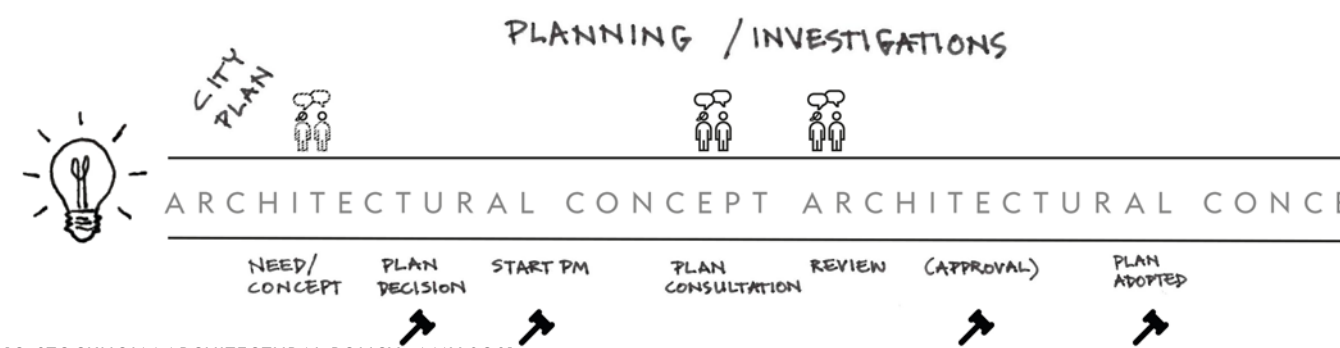 PLANNING / INVESTIGATIONS
CITY
PLAN
ARCHITECTURAL CONCEPT ARCHITECTURAL CONCE
NEED/
CONCEPT
PLAN
DECISION
START PM
PLAN
CONSULTATION
REVIEW
(APPROVAL)
PLAN
ADOPTED